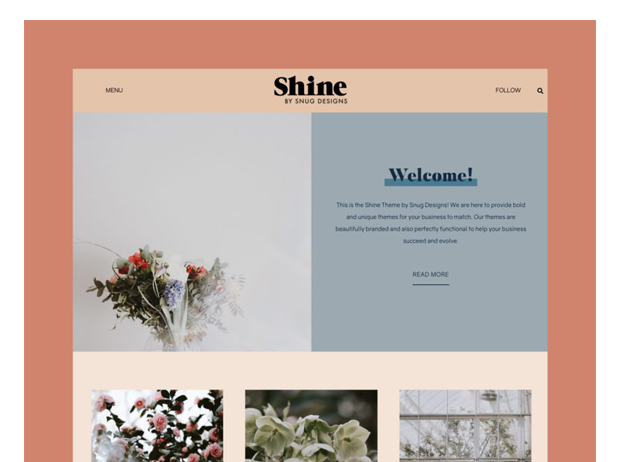 MENU
Shine
BY SNUG DESIGNS
FOLLOW
Welcome!
This is the Shine Theme by Snug Designs! We are here to provide bold
and unique themes for your business to match. Our themes are
beautifully branded and also perfectly functional to help your business
succeed and evolve.
READ MORE